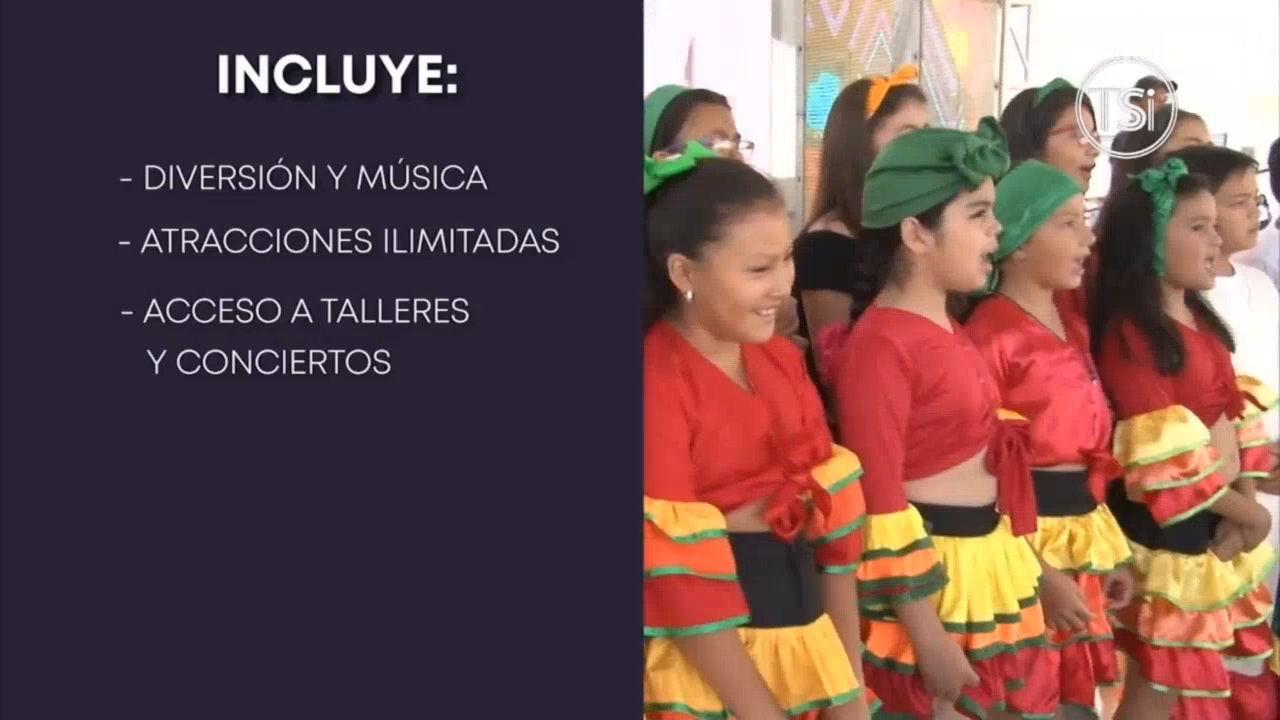 INCLUYE:
- DIVERSIÓN Y MÚSICA
- ATRACCIONES ILIMITADAS
- ACCESO A TALLERES
Y CONCIERTOS
TSi